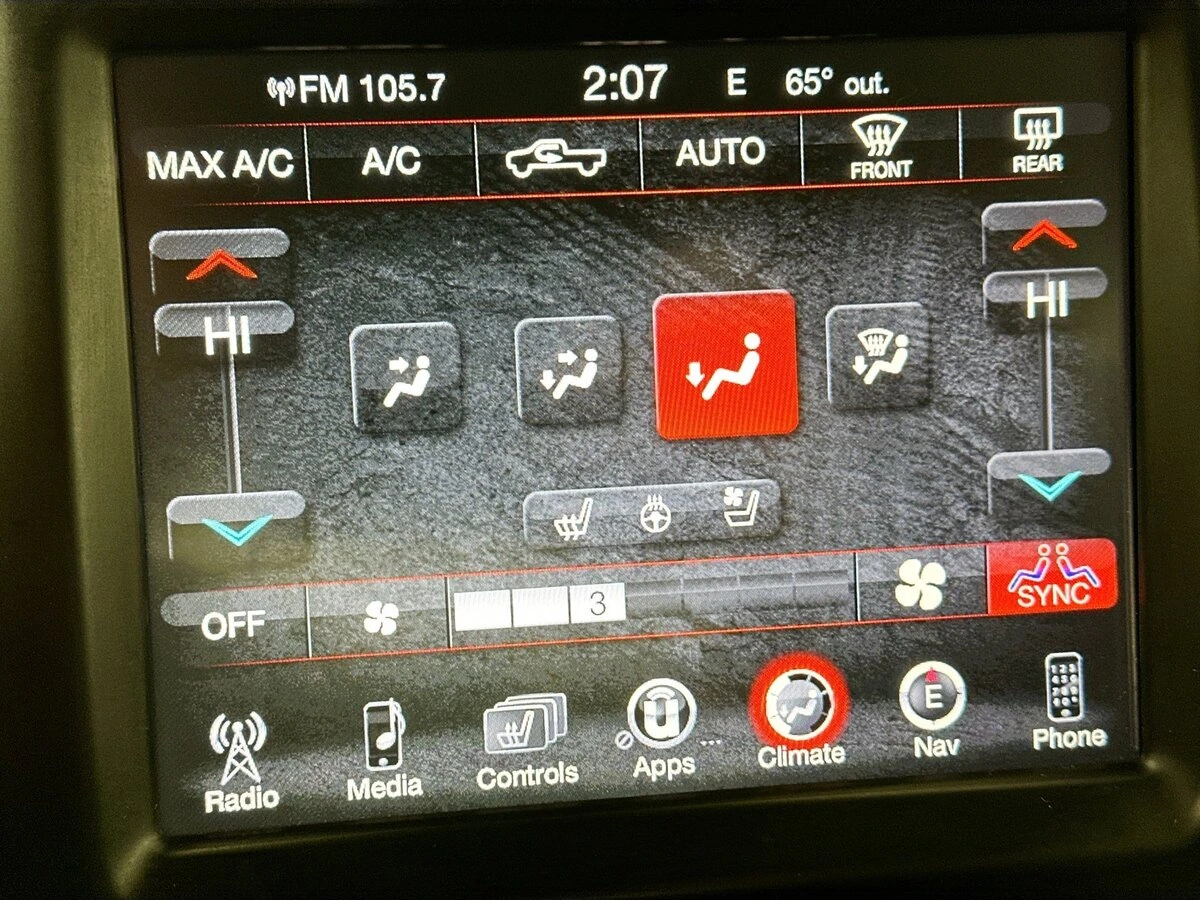 FM 105.7 2:07 E 65° out.
MAX A/C A/C AUTO FRONT REAR
HI HI
OFF 3 SYNC
E
Radio Media Controls Apps ... Climate Nav Phone